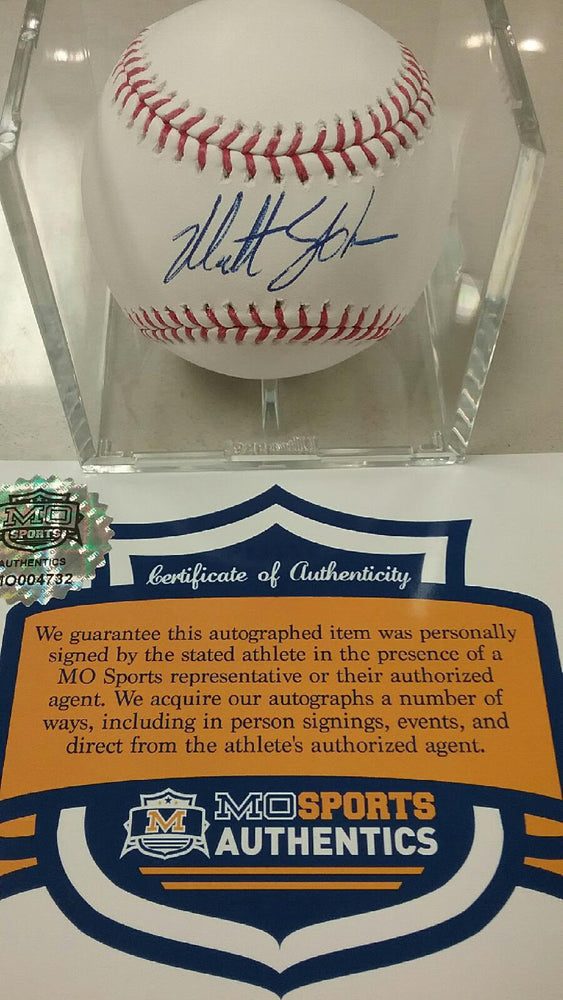 Matt
MO
SPORTS
AUTHENTICS
MO004732
Certificate of Authenticity
We guarantee this autographed item was personally
signed by the stated athlete in the presence of a
MO Sports representative or their authorized
agent. We acquire our autographs a number of
ways, including in person signings, events, and
direct from the athlete's authorized agent.
M
MOSPORTS
AUTHENTICS